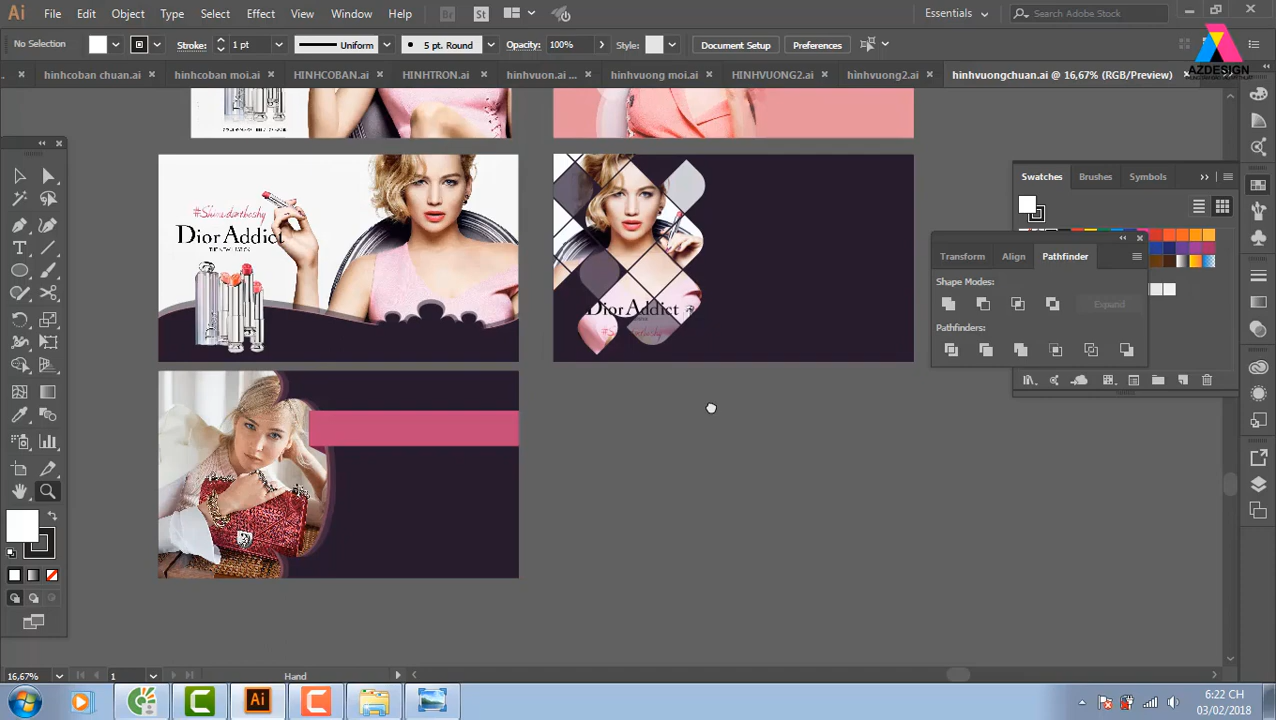 Ai
File
Edit
Object
Type
Select
Effect
View
Window
Help
Br
St
Essentials
Search Adobe Stock
No Selection
Stroke:
1 pt
Uniform
5 pt. Round
Opacity:
100%
Style:
Document Setup
Preferences
AZDESIGN
hinhcoban chuan.ai
hinhcoban moi.ai
HINHCOBAN.ai
HINHTRON.ai
hinhvuong moi.ai
HINHVUONG2.ai
hinhvuong2.ai
hinhvuongchuan.ai @ 16,67% (RGB/Preview)
Swatches
Brushes
Symbols
Transform
Align
Pathfinder
Shape Modes:
Expand
Pathfinders:
Dior Addict
Dior Addict
16,67%
1
Hand
Ai
6:22 CH
03/02/2018